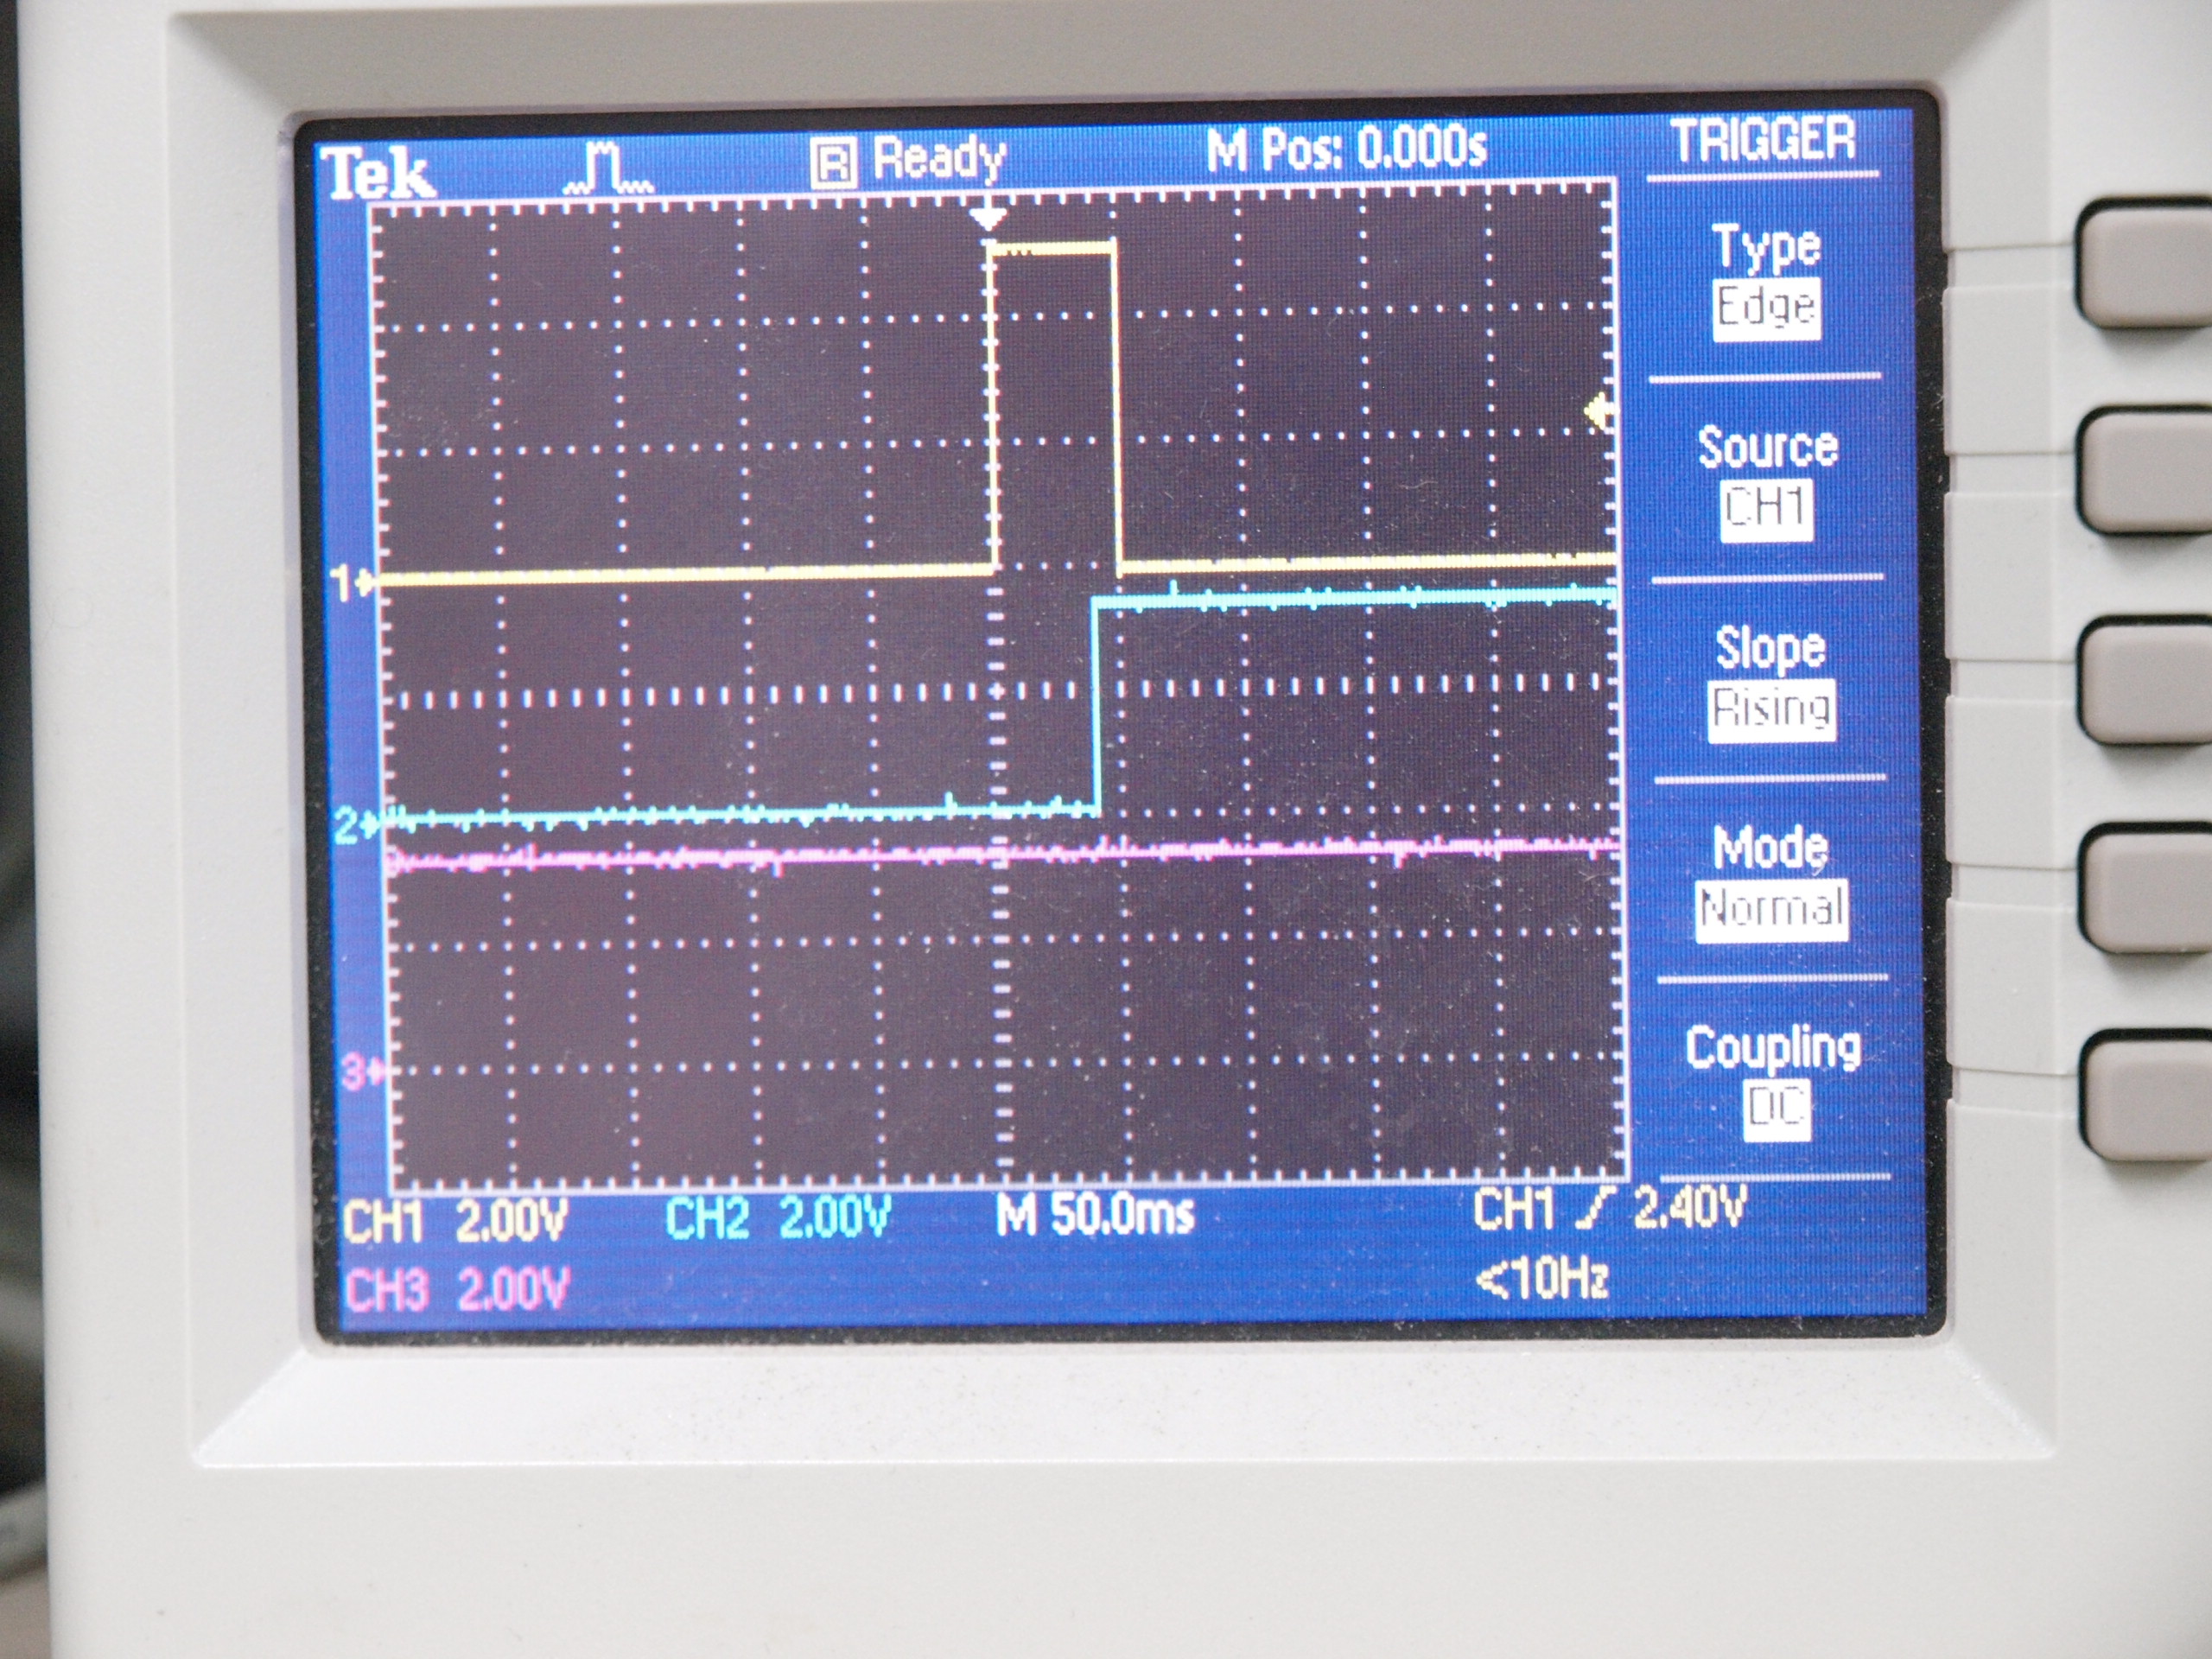 Tek R Ready M Pos: 0.000s TRIGGER
Type
Edge
Source
CH1
Slope
Rising
Mode
Normal
Coupling
DC
1
2
3
CH1 2.00V CH2 2.00V M 50.0ms CH1 2.40V
CH3 2.00V <10Hz